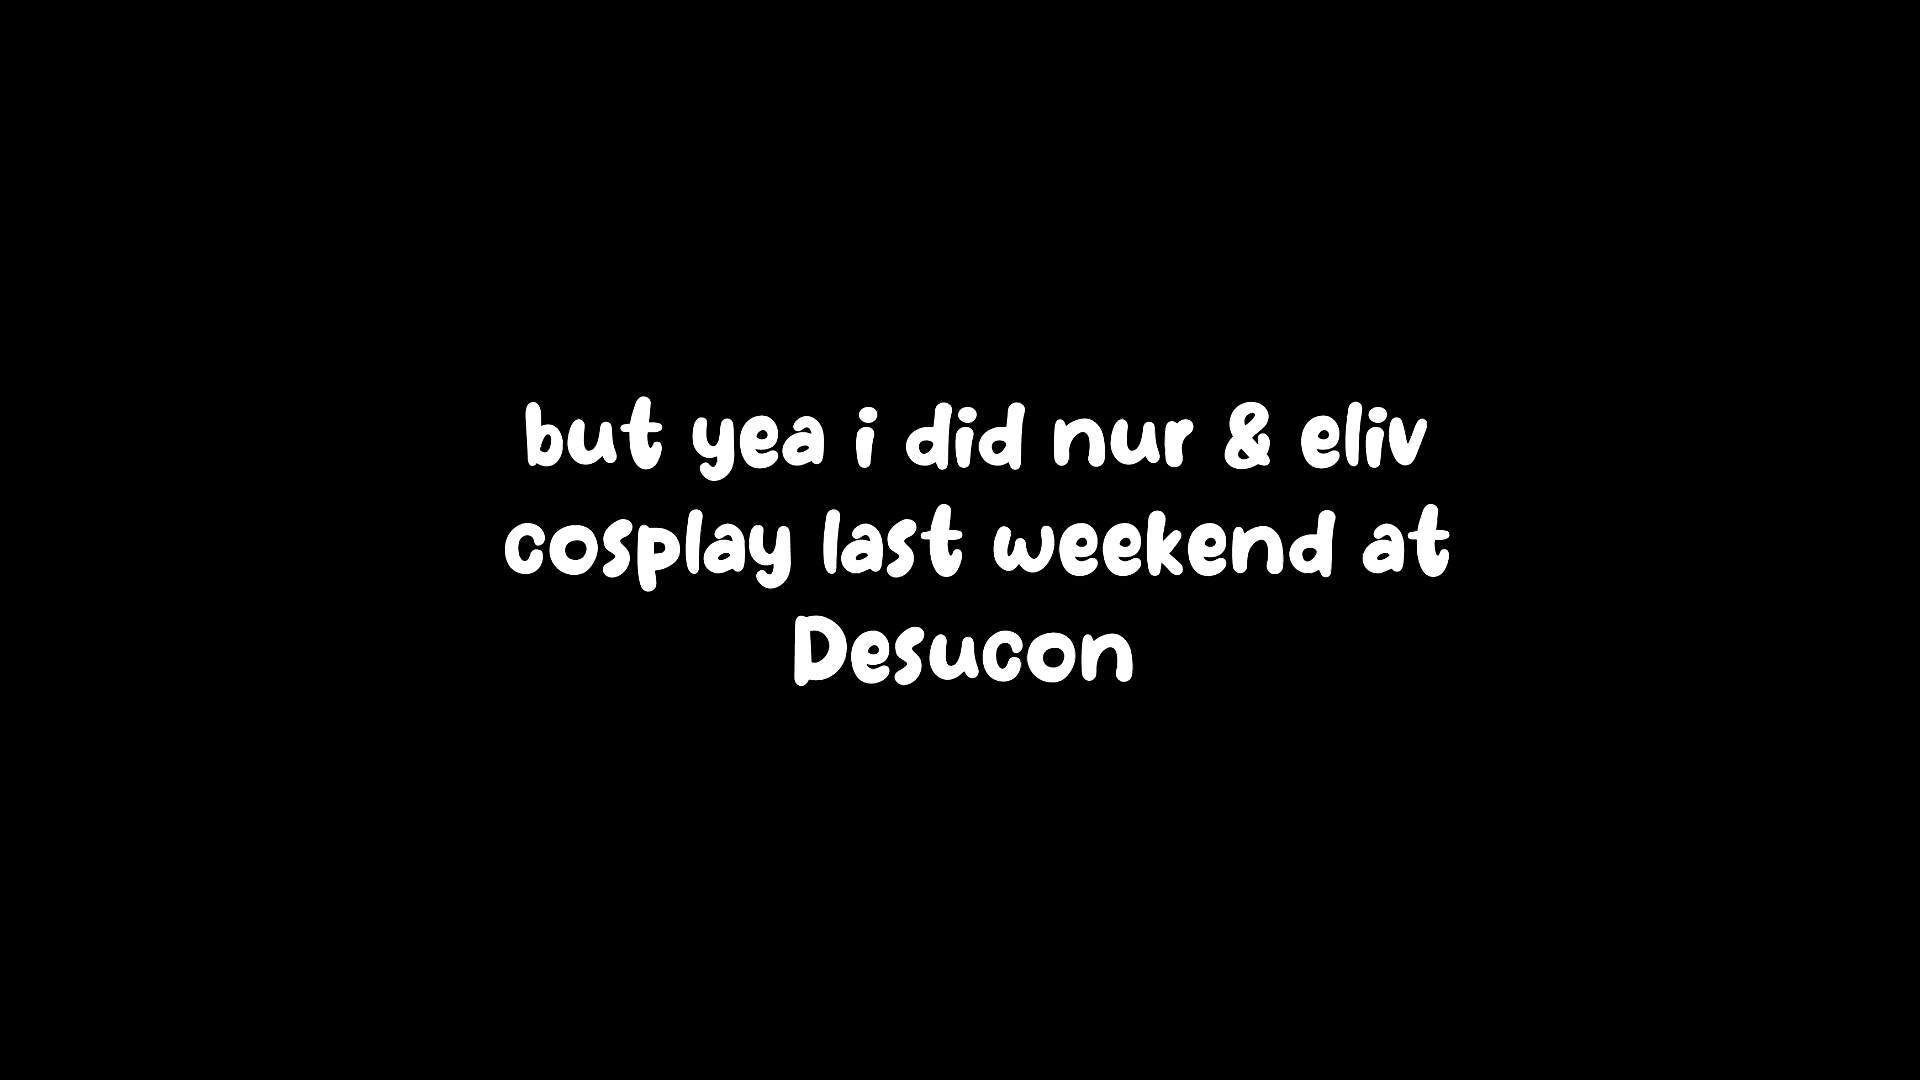 but yea i did nur & eliv
cosplay last weekend at
Desucon